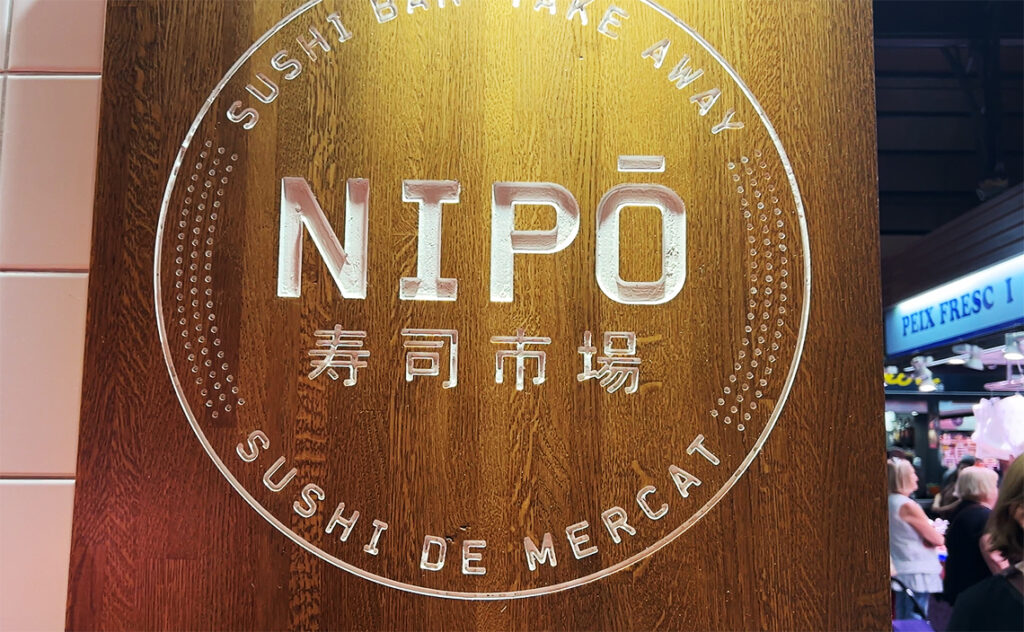 SUSHI BAR TAKE AWAY
NIPŌ
寿司市場
SUSHI DE MERCAT
PEIX FRESC I